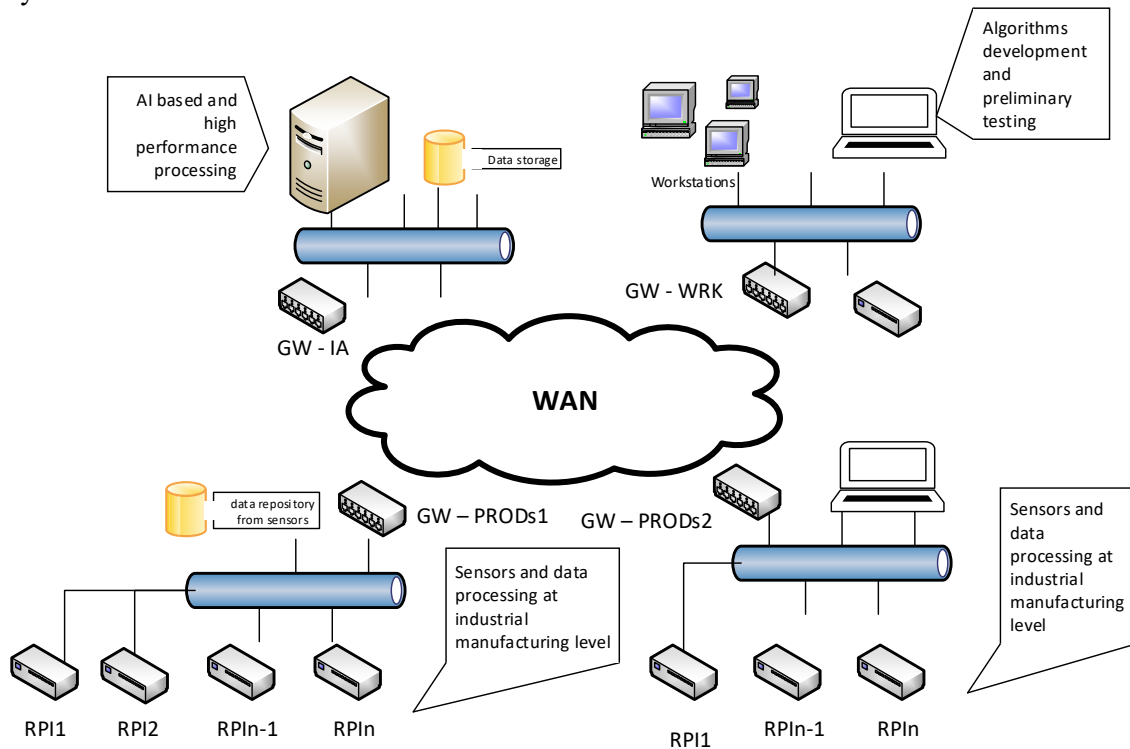 AI based and
high
performance
processing
Data storage
Workstations
Algorithms
development
and
preliminary
testing
GW - IA
GW - WRK
WAN
data repository
from sensors
GW – PRODs1
GW – PRODs2
Sensors and data
processing at
industrial
manufacturing level
Sensors and
data
processing at
industrial
manufacturing
level
RPI1
RPI2
RPIn-1
RPIn
RPI1
RPIn-1
RPIn